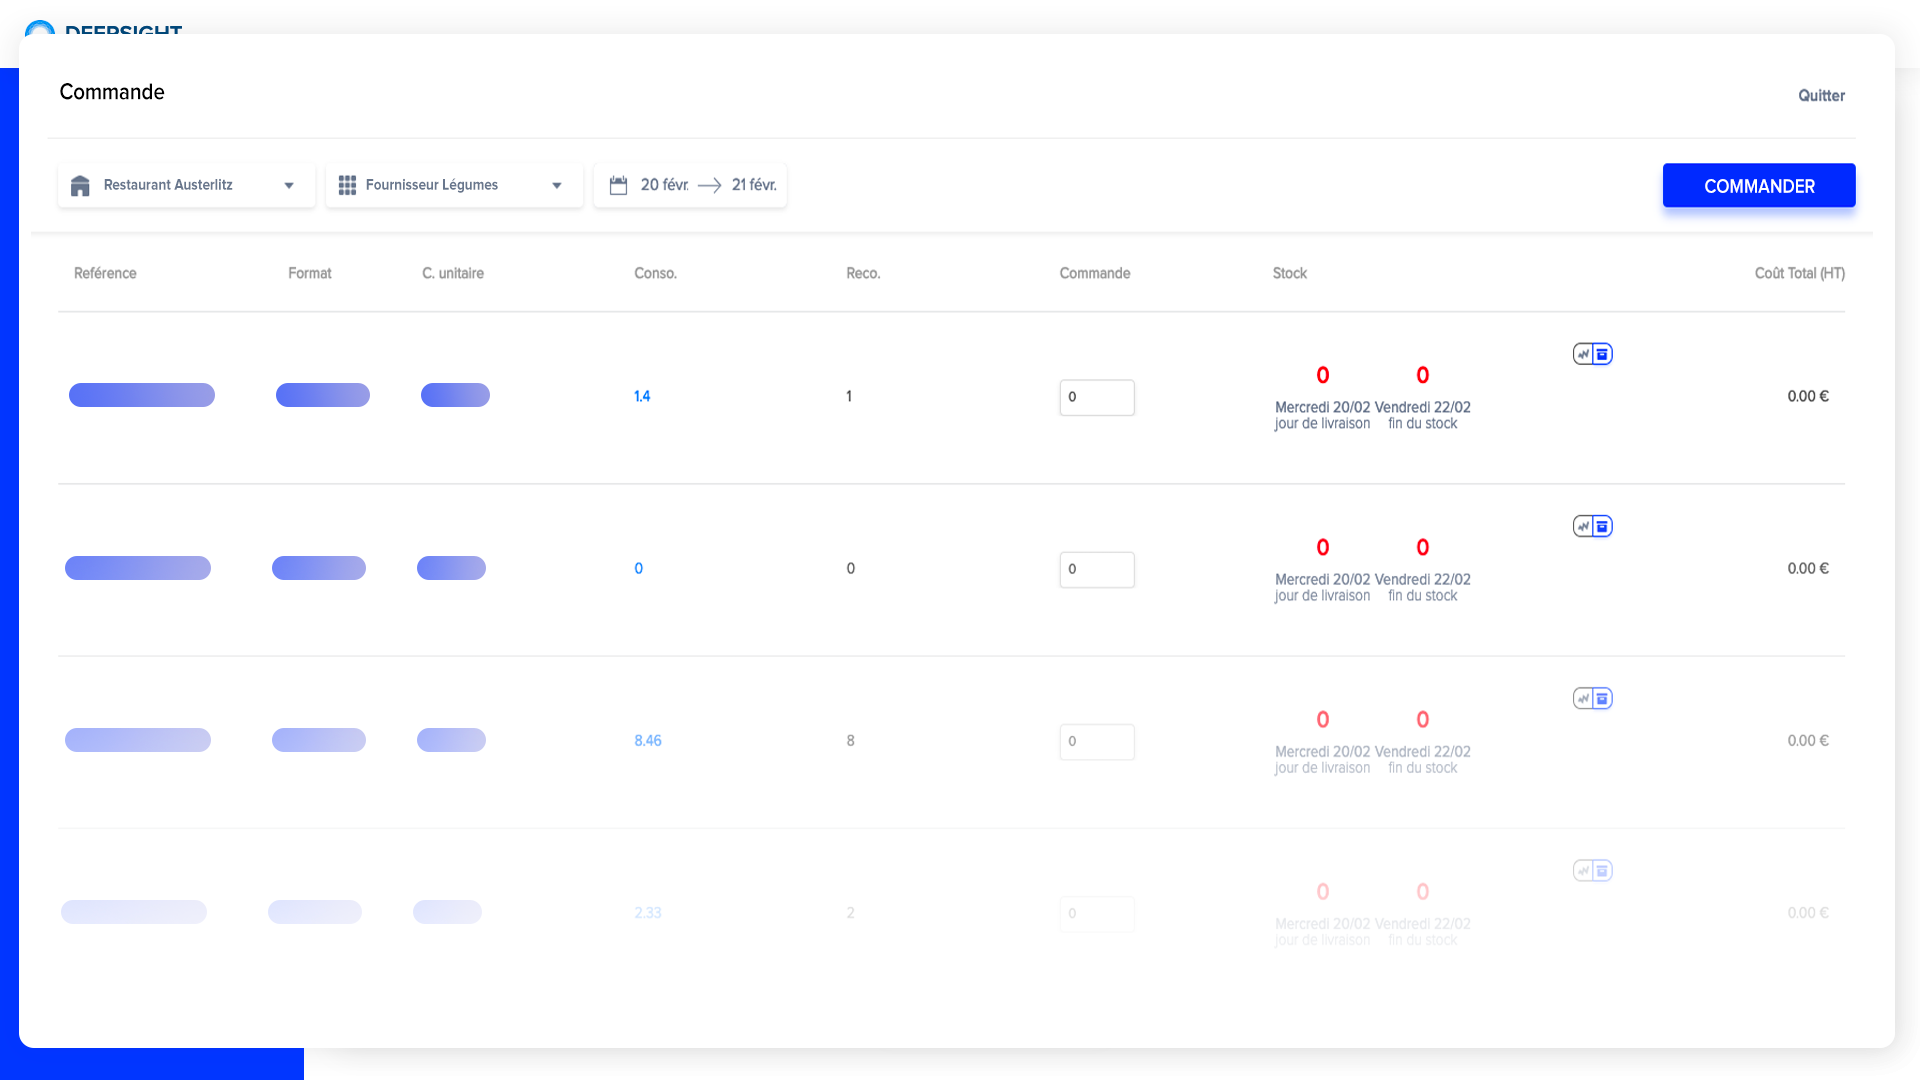 DEEPSIGHT
Commande
Quitter
Restaurant Austerlitz
Fournisseur Légumes
20 févr. 21 févr.
COMMANDER
Reférence Format C. unitaire Conso. Reco. Commande Stock Coût Total (HT)
1.4 1 0 0 0 0.00 €
Mercredi 20/02 Vendredi 22/02
jour de livraison fin du stock
0 0 0 0 0 0.00 €
Mercredi 20/02 Vendredi 22/02
jour de livraison fin du stock
8.46 8 0 0 0 0.00 €
Mercredi 20/02 Vendredi 22/02
jour de livraison fin du stock
2.33 2 0 0 0 0.00 €
Mercredi 20/02 Vendredi 22/02
jour de livraison fin du stock